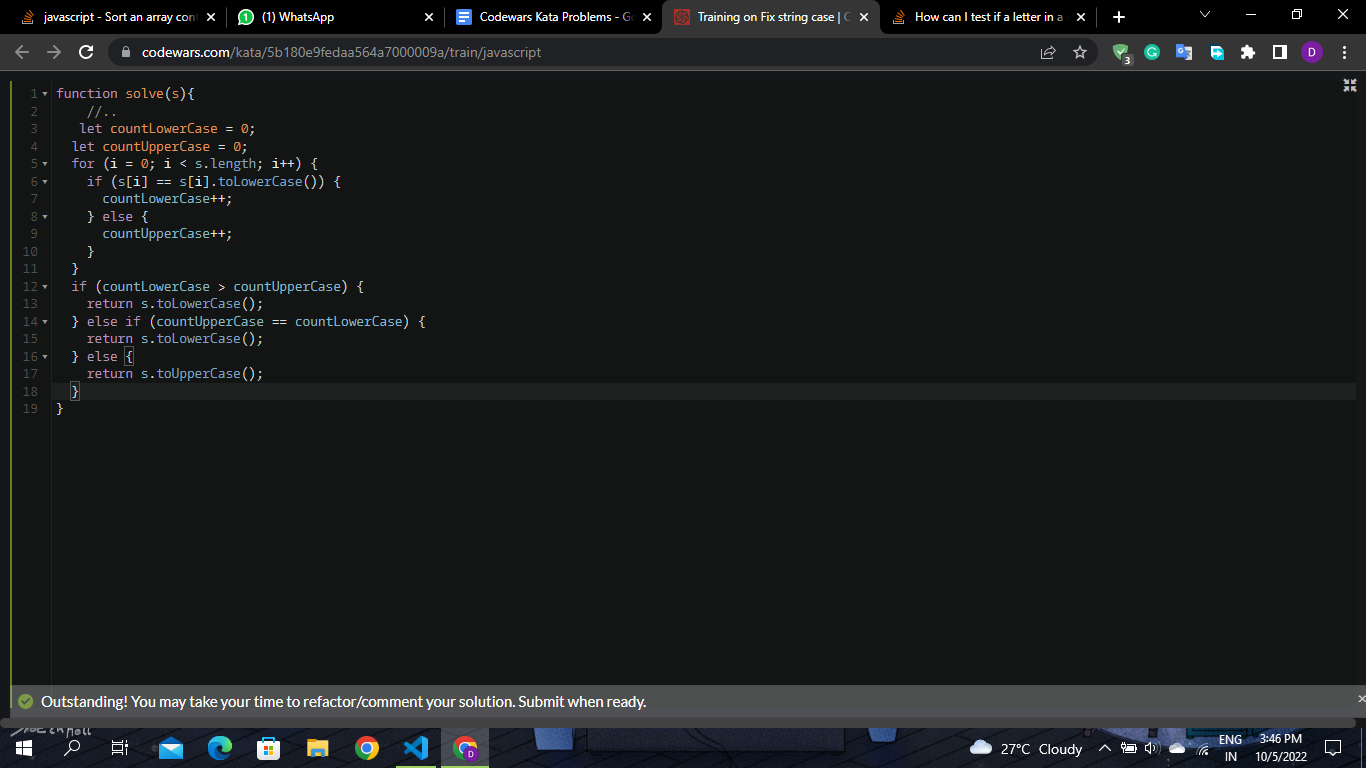 javascript - Sort an array con
(1) WhatsApp
Codewars Kata Problems - G
Training on Fix string case | C
How can I test if a letter in a
codewars.com/kata/5b180e9fedaa564a7000009a/train/javascript
3
D
1 function solve(s){
2 //..
3 let countLowerCase = 0;
4 let countUpperCase = 0;
5 for (i = 0; i < s.length; i++) {
6 if (s[i] == s[i].toLowerCase()) {
7 countLowerCase++;
8 } else {
9 countUpperCase++;
10 }
11 }
12 if (countLowerCase > countUpperCase) {
13 return s.toLowerCase();
14 } else if (countUpperCase == countLowerCase) {
15 return s.toLowerCase();
16 } else {
17 return s.toUpperCase();
18 }
19 }
Outstanding! You may take your time to refactor/comment your solution. Submit when ready.
27°C Cloudy
ENG
IN
3:46 PM
10/5/2022